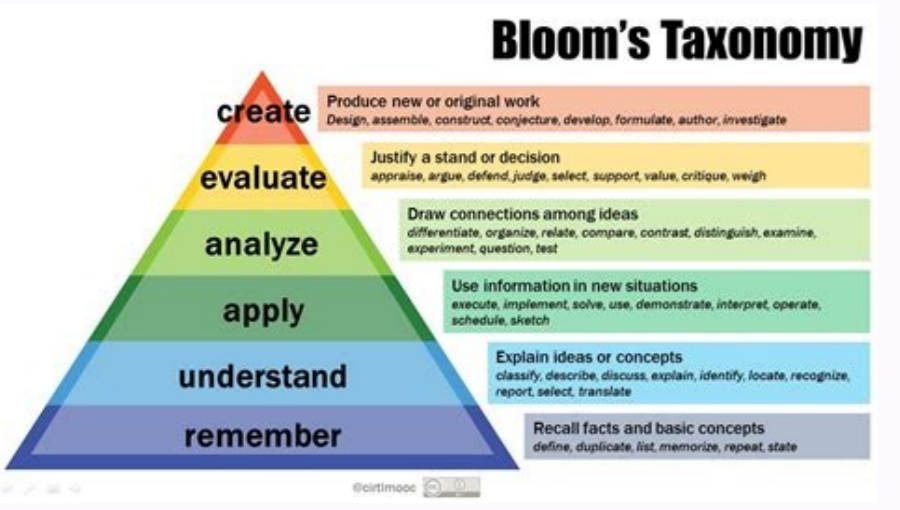 Bloom's Taxonomy
create
Produce new or original work
Design, assemble, construct, conjecture, develop, formulate, author, investigate
evaluate
Justify a stand or decision
appraise, argue, defend, judge, select, support, value, critique, weigh
analyze
Draw connections among ideas
differentiate, organize, relate, compare, contrast, distinguish, examine,
experiment, question, test
apply
Use information in new situations
execute, implement, solve, use, demonstrate, interpret, operate,
schedule, sketch
understand
Explain ideas or concepts
classify, describe, discuss, explain, identify, locate, recognize,
report, select, translate
remember
Recall facts and basic concepts
define, duplicate, list, memorize, repeat, state
@cirtlmooc
cc